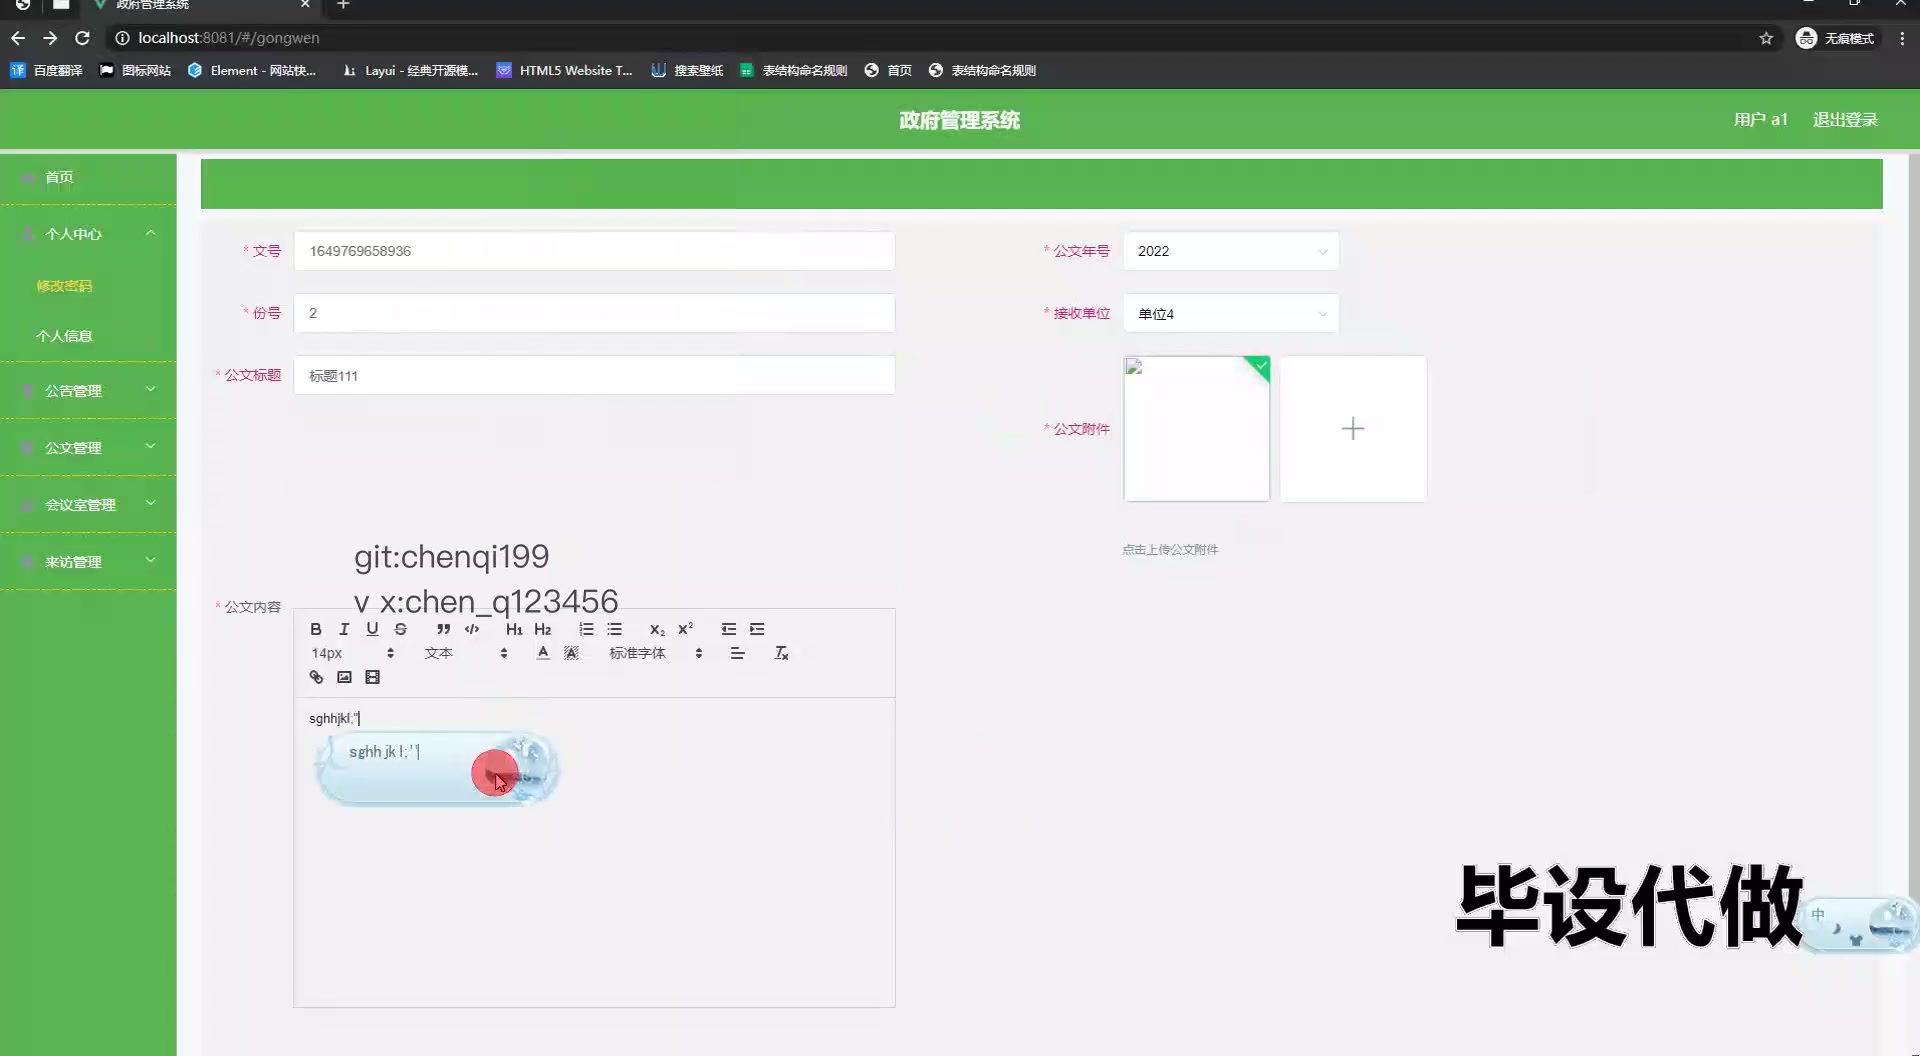 政府管理系统
localhost:8081/#/gongwen
无痕模式
百度翻译
图标网站
Element - 网站快...
Layui - 经典开源模...
HTML5 Website T...
搜索壁纸
表结构命名规则
首页
表结构命名规则
政府管理系统
用户 a1
退出登录
首页
个人中心
修改密码
个人信息
公告管理
公文管理
会议室管理
来访管理
* 文号
1649769658936
* 公文年号
2022
* 份号
2
* 接收单位
单位4
* 公文标题
标题111
* 公文附件
点击上传公文附件
git:chenqi199
v x:chen_q123456
* 公文内容
B I U S H1 H2 X2 X2
14px
文本
A A
标准字体
Tx
sghhjkl;''
sghh jk l;''
毕设代做
中